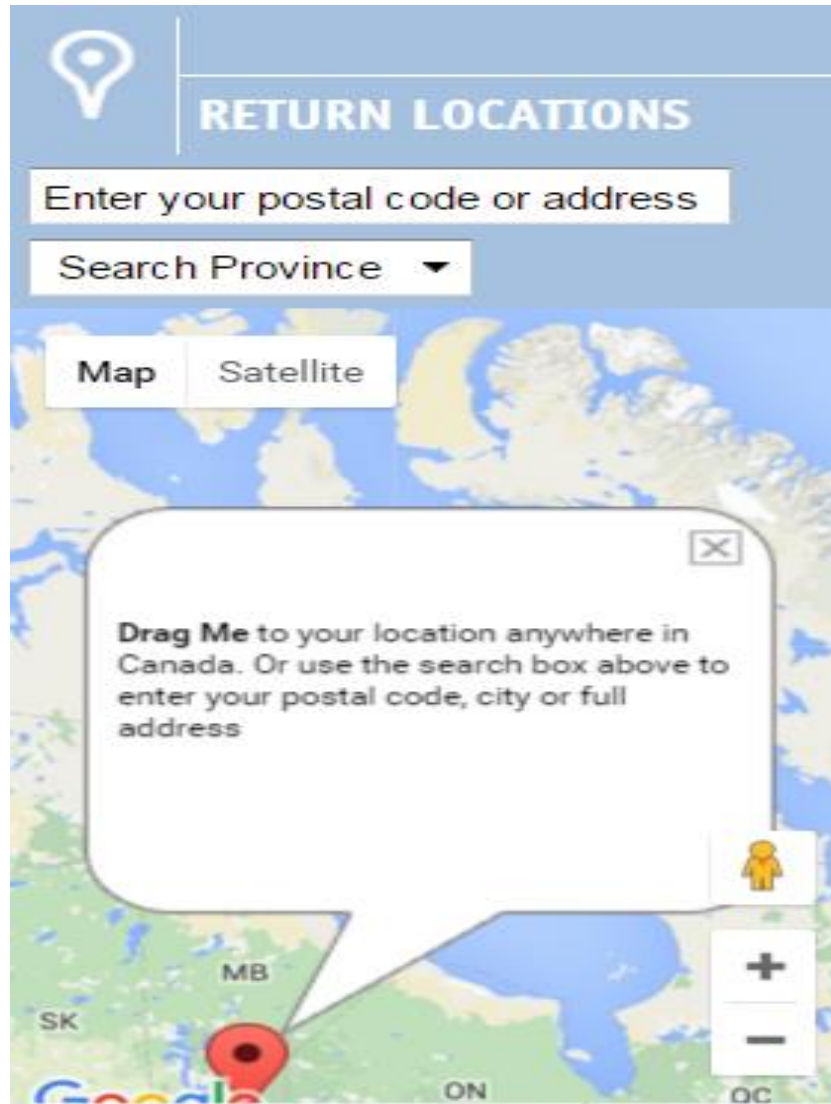 RETURN LOCATIONS
Enter your postal code or address
Search Province
Map Satellite
Drag Me to your location anywhere in
Canada. Or use the search box above to
enter your postal code, city or full
address
+
MB
SK
−
Google
ON
QC